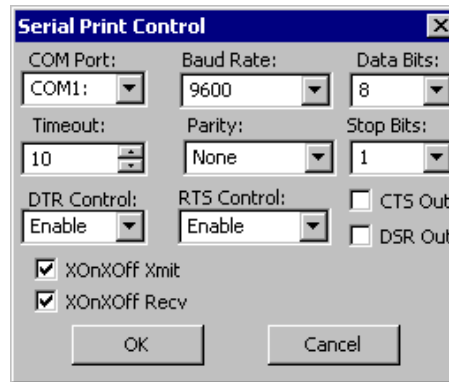 Serial Print Control
COM Port: Baud Rate: Data Bits:
COM1: 9600 8
Timeout: Parity: Stop Bits:
10 None 1
DTR Control: RTS Control: CTS Out
Enable Enable DSR Out
XOnXOff Xmit
XOnXOff Recv
OK Cancel